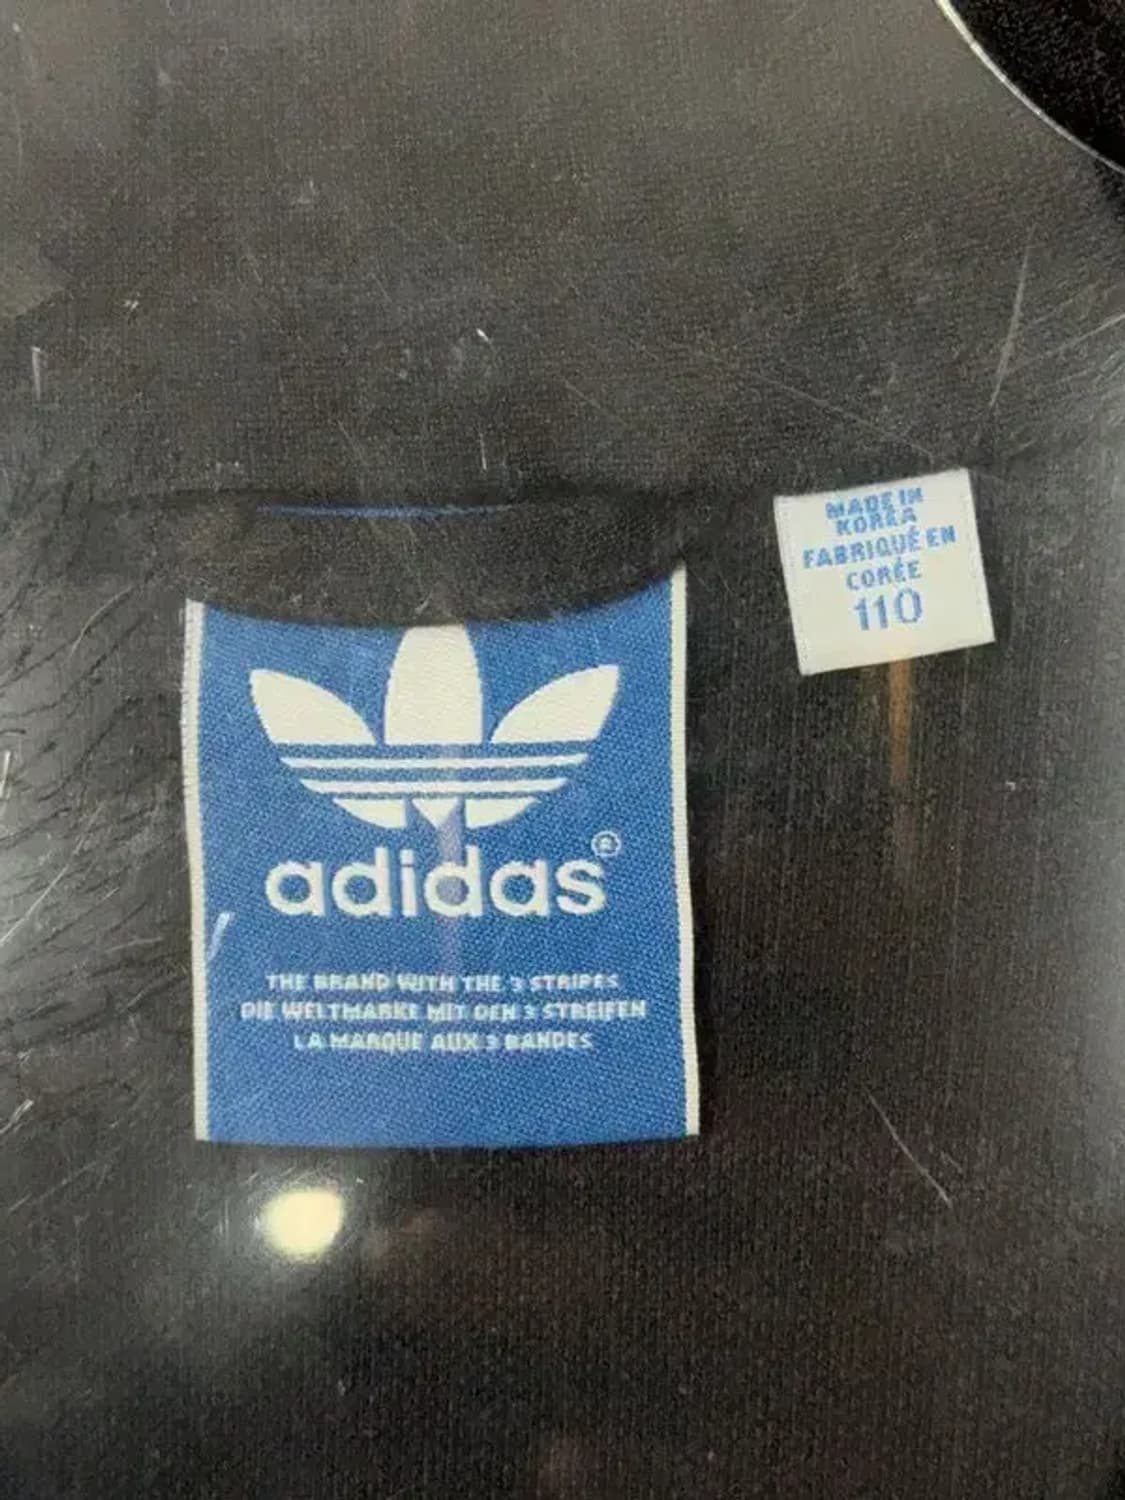 MADE IN
KOREA
FABRIQUÉ EN
CORÉE
110
adidas®
THE BRAND WITH THE 3 STRIPES
DIE WELTMARKE MIT DEN 3 STREIFEN
LA MARQUE AUX 3 BANDES